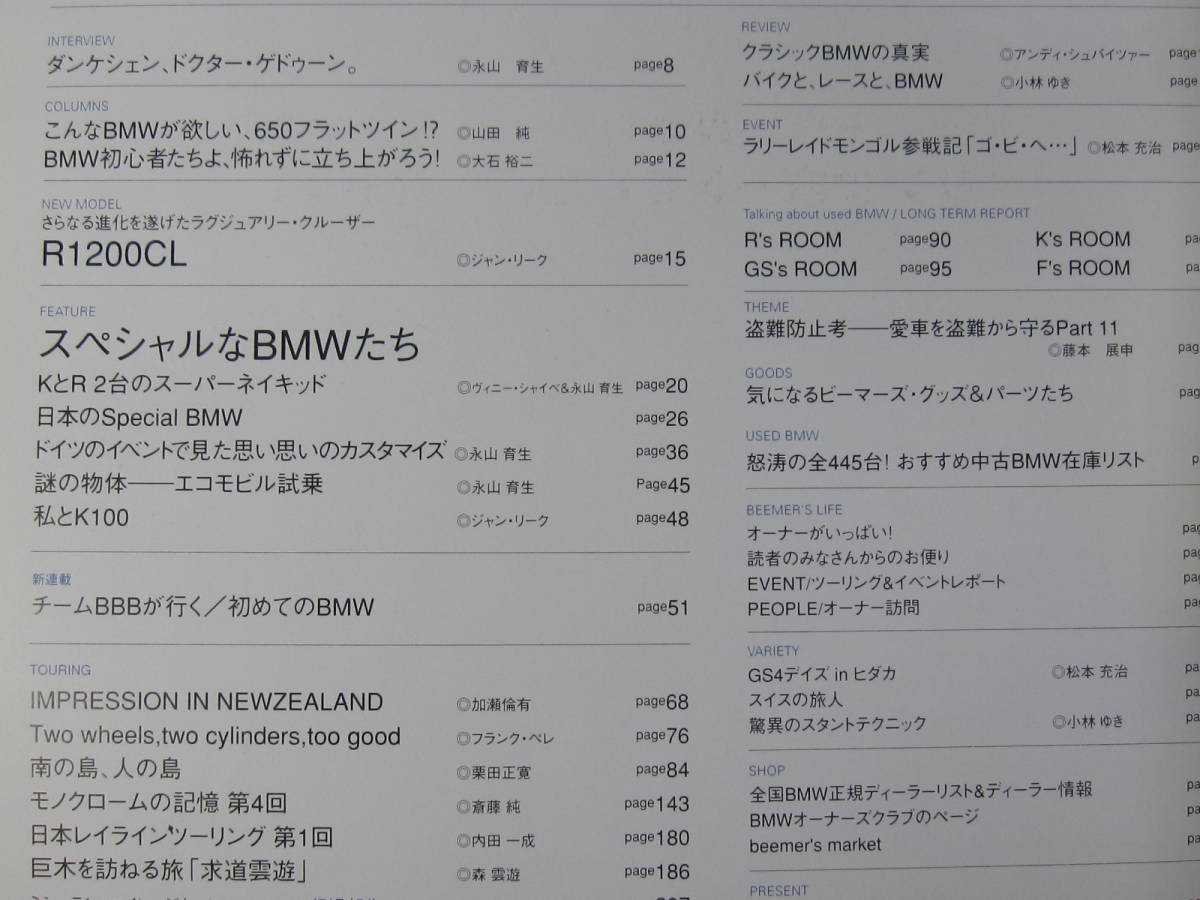 INTERVIEW
ダンケシェン、ドクター・ゲドゥーン。 ◎永山 育生 page8
COLUMNS
こんなBMWが欲しい、650フラットツイン!? ◎山田 純 page10
BMW初心者たちよ、怖れずに立ち上がろう! ◎大石 裕二 page12
NEW MODEL
さらなる進化を遂げたラグジュアリー・クルーザー
R1200CL ◎ジャン・リーク page15
FEATURE
スペシャルなBMWたち
KとR 2台のスーパーネイキッド ◎ヴィニー・シャイベ&永山 育生 page20
日本のSpecial BMW page26
ドイツのイベントで見た思い思いのカスタマイズ ◎永山 育生 page36
謎の物体――エコモビル試乗 ◎永山 育生 Page45
私とK100 ◎ジャン・リーク page48
新連載
チームBBBが行く/初めてのBMW page51
TOURING
IMPRESSION IN NEWZEALAND ◎加瀬倫有 page68
Two wheels,two cylinders,too good ◎フランク・ペレ page76
南の島、人の島 ◎栗田正寛 page84
モノクロームの記憶 第4回 ◎斎藤 純 page143
日本レイラインツーリング 第1回 ◎内田 一成 page180
巨木を訪ねる旅「求道雲遊」 ◎森 雲遊 page186
REVIEW
クラシックBMWの真実 ◎アンディ・シュバイツァー page
バイクと、レースと、BMW ◎小林 ゆき page
EVENT
ラリーレイドモンゴル参戦記「ゴ・ビ・へ…」 ◎松本 充治 page
Talking about used BMW / LONG TERM REPORT
R's ROOM page90 K's ROOM pa
GS's ROOM page95 F's ROOM pa
THEME
盗難防止考――愛車を盗難から守るPart 11
◎藤本 展申 pag
GOODS
気になるビーマーズ・グッズ&パーツたち pag
USED BMW
怒涛の全445台! おすすめ中古BMW在庫リスト p
BEEMER'S LIFE
オーナーがいっぱい! pag
読者のみなさんからのお便り pag
EVENT/ツーリング&イベントレポート pag
PEOPLE/オーナー訪問 pag
VARIETY
GS4デイズ in ヒダカ ◎松本 充治 pa
スイスの旅人 pa
驚異のスタントテクニック ◎小林 ゆき pa
SHOP
全国BMW正規ディーラーリスト&ディーラー情報 pa
BMWオーナーズクラブのページ pa
beemer's market pa
PRESENT